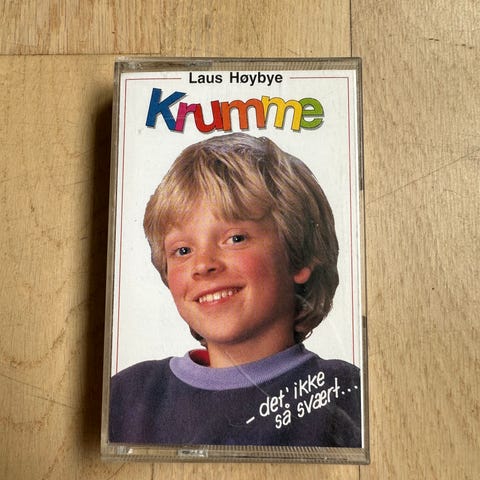 Laus Høybye
Krumme
- det' ikke
så svært...